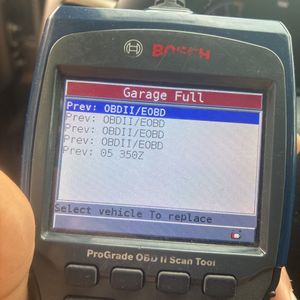 BOSCH
Garage Full
Prev: OBDII/EOBD
Prev: OBDII/EOBD
Prev: OBDII/EOBD
Prev: OBDII/EOBD
Prev: 05 350Z
Select vehicle To replace
ProGrade OBD II Scan Tool